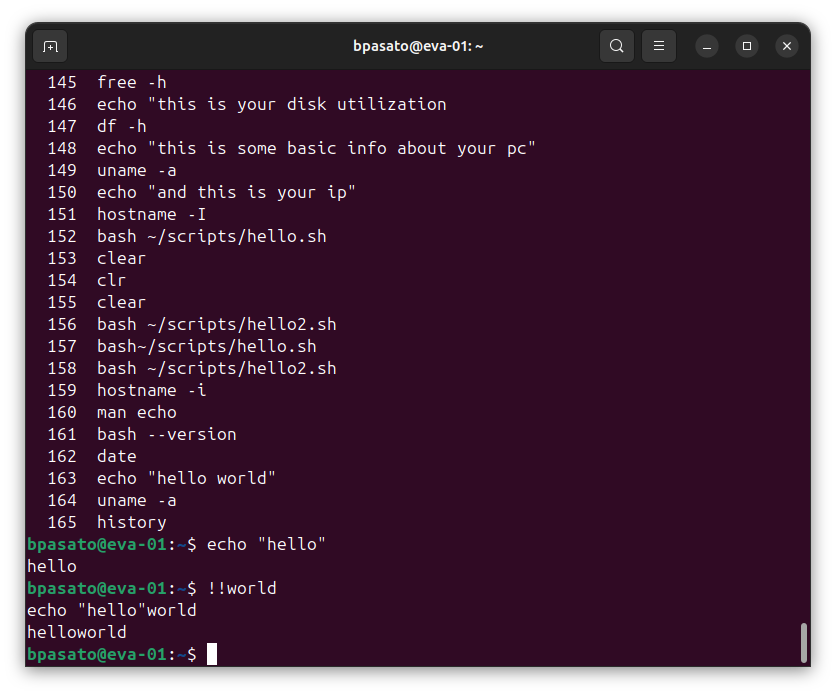 bpasato@eva-01: ~
145 free -h
146 echo "this is your disk utilization
147 df -h
148 echo "this is some basic info about your pc"
149 uname -a
150 echo "and this is your ip"
151 hostname -I
152 bash ~/scripts/hello.sh
153 clear
154 clr
155 clear
156 bash ~/scripts/hello2.sh
157 bash~/scripts/hello.sh
158 bash ~/scripts/hello2.sh
159 hostname -i
160 man echo
161 bash --version
162 date
163 echo "hello world"
164 uname -a
165 history
bpasato@eva-01:~$ echo "hello"
hello
bpasato@eva-01:~$ !!world
echo "hello"world
helloworld
bpasato@eva-01:~$